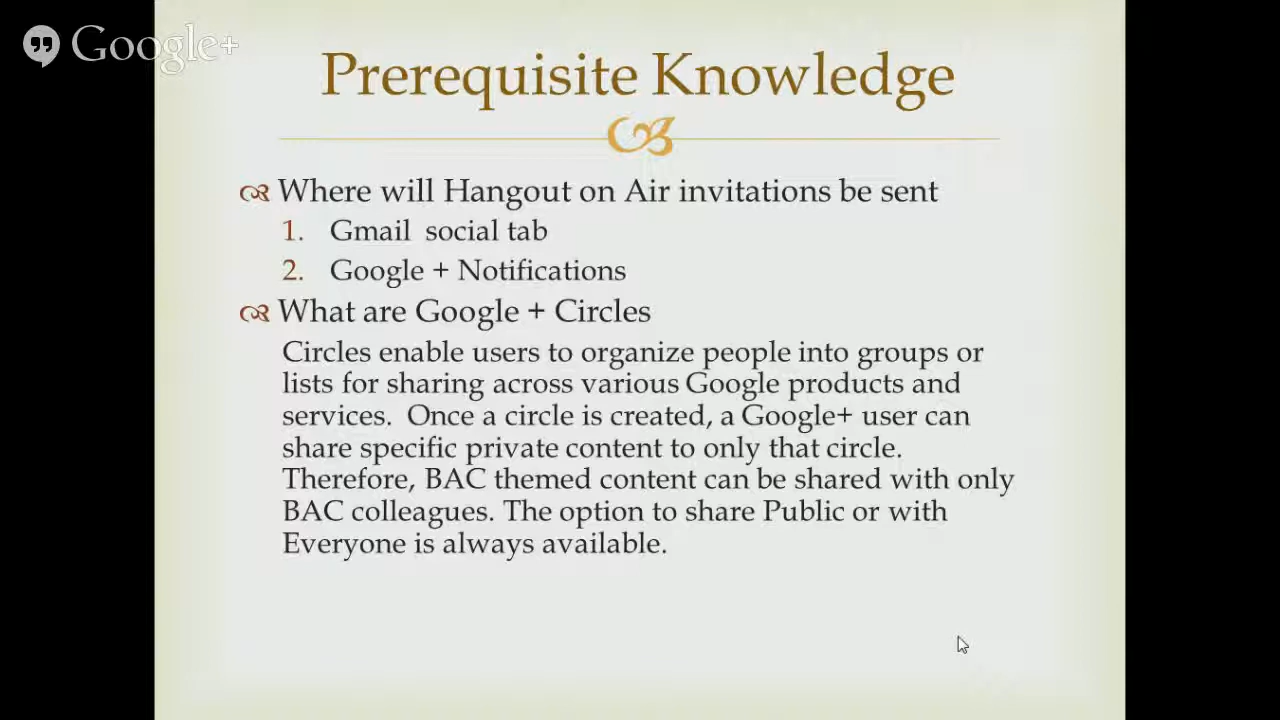 Google+
Prerequisite Knowledge
Where will Hangout on Air invitations be sent
1. Gmail social tab
2. Google + Notifications
What are Google + Circles
Circles enable users to organize people into groups or
lists for sharing across various Google products and
services. Once a circle is created, a Google+ user can
share specific private content to only that circle.
Therefore, BAC themed content can be shared with only
BAC colleagues. The option to share Public or with
Everyone is always available.